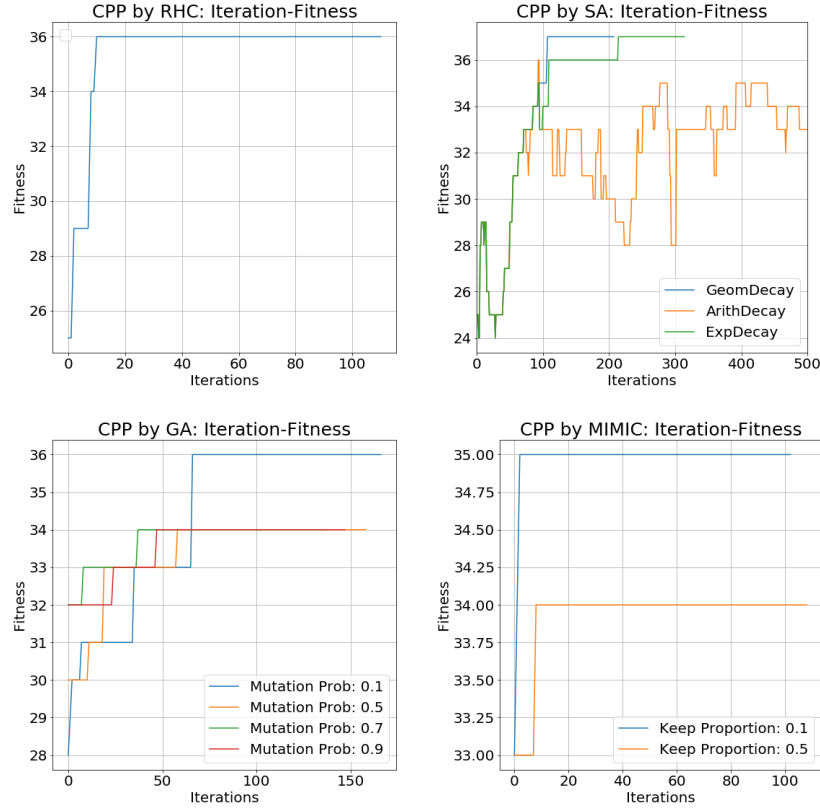 CPP by RHC: Iteration-Fitness
36
34
32
30
28
26
Fitness
0 20 40 60 80 100
Iterations
CPP by SA: Iteration-Fitness
36
34
32
30
28
26
24
Fitness
GeomDecay
ArithDecay
ExpDecay
0 100 200 300 400 500
Iterations
CPP by GA: Iteration-Fitness
36
35
34
33
32
31
30
29
28
Fitness
Mutation Prob: 0.1
Mutation Prob: 0.5
Mutation Prob: 0.7
Mutation Prob: 0.9
0 50 100 150
Iterations
CPP by MIMIC: Iteration-Fitness
35.00
34.75
34.50
34.25
34.00
33.75
33.50
33.25
33.00
Fitness
Keep Proportion: 0.1
Keep Proportion: 0.5
0 20 40 60 80 100
Iterations